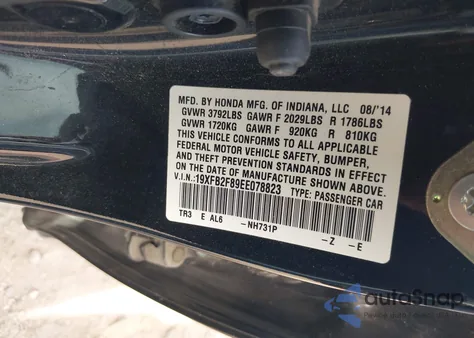 MFD. BY HONDA MFG. OF INDIANA, LLC 08/'14
GVWR 3792LBS GAWR F 2029LBS R 1786LBS
GVWR 1720KG GAWR F 920KG R 810KG
THIS VEHICLE CONFORMS TO ALL APPLICABLE
FEDERAL MOTOR VEHICLE SAFETY, BUMPER,
AND THEFT PREVENTION STANDARDS IN EFFECT
ON THE DATE OF MANUFACTURE SHOWN ABOVE.
V.I.N: 19XFB2F89EE078823 TYPE: PASSENGER CAR
TR3 E AL6 -NH731P -Z -E
autoSnap